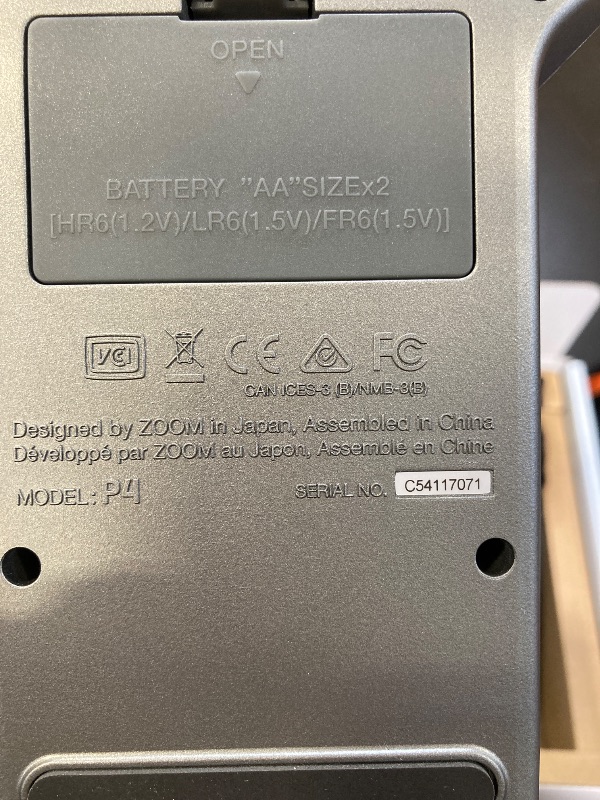 OPEN
BATTERY "AA"SIZEx2
[HR6(1.2V)/LR6(1.5V)/FR6(1.5V)]
VCI CE FC
CAN ICES-3 (B)/NMB-3(B)
Designed by ZOOM in Japan, Assembled in China
Développé par ZOOM au Japon, Assemblé en Chine
MODEL: P4 SERIAL NO. C54117071